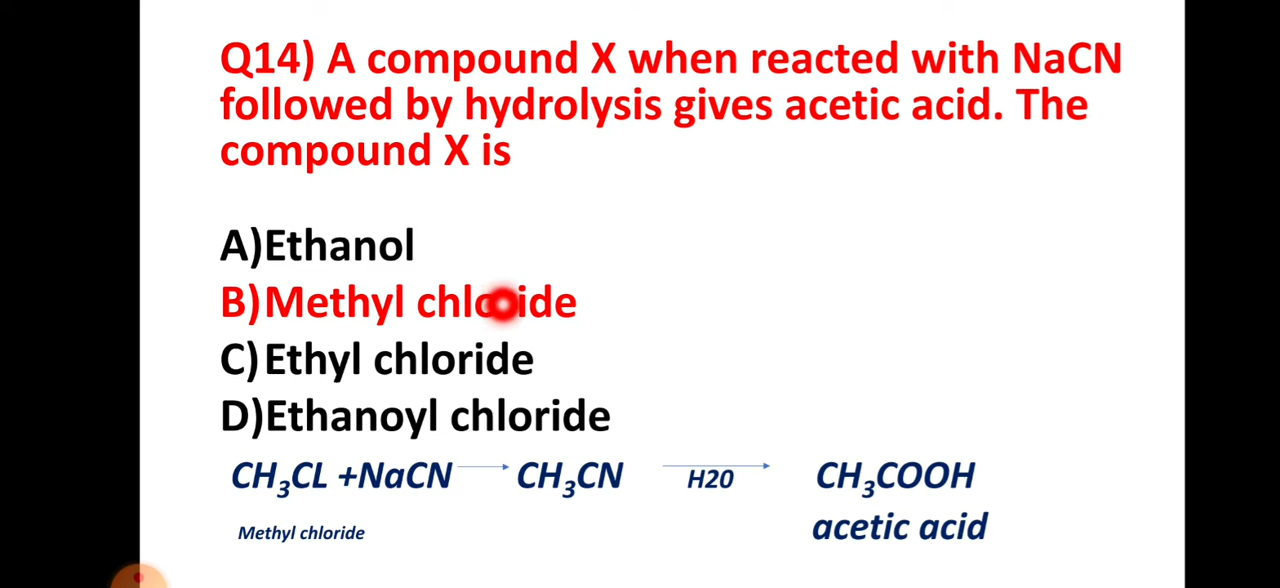 Q14) A compound X when reacted with NaCN
followed by hydrolysis gives acetic acid. The
compound X is
A)Ethanol
B)Methyl chloride
C)Ethyl chloride
D)Ethanoyl chloride
CH₃CL +NaCN → CH₃CN → CH₃COOH
H20
Methyl chloride acetic acid